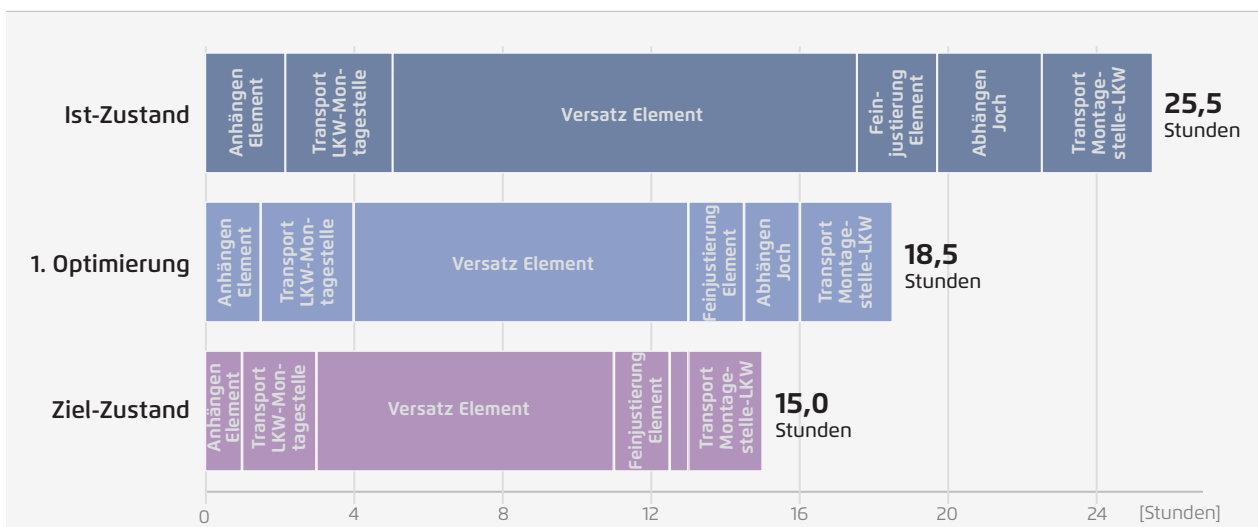 Ist-Zustand
Anhängen
Element
Transport
LKW-Mon-
tagestelle
Versatz Element
Fein-
justierung
Element
Abhängen
Joch
Transport
Montage-
stelle-LKW
25,5
Stunden
1. Optimierung
Anhängen
Element
Transport
LKW-Mon-
tagestelle
Versatz Element
Feinjustierung
Element
Abhängen
Joch
Transport
Montage-
stelle-LKW
18,5
Stunden
Ziel-Zustand
Anhängen
Element
Transport
LKW-Mon-
tagestelle
Versatz Element
Feinjustierung
Element
Transport
Montage-
stelle-LKW
15,0
Stunden
0 4 8 12 16 20 24 [Stunden]